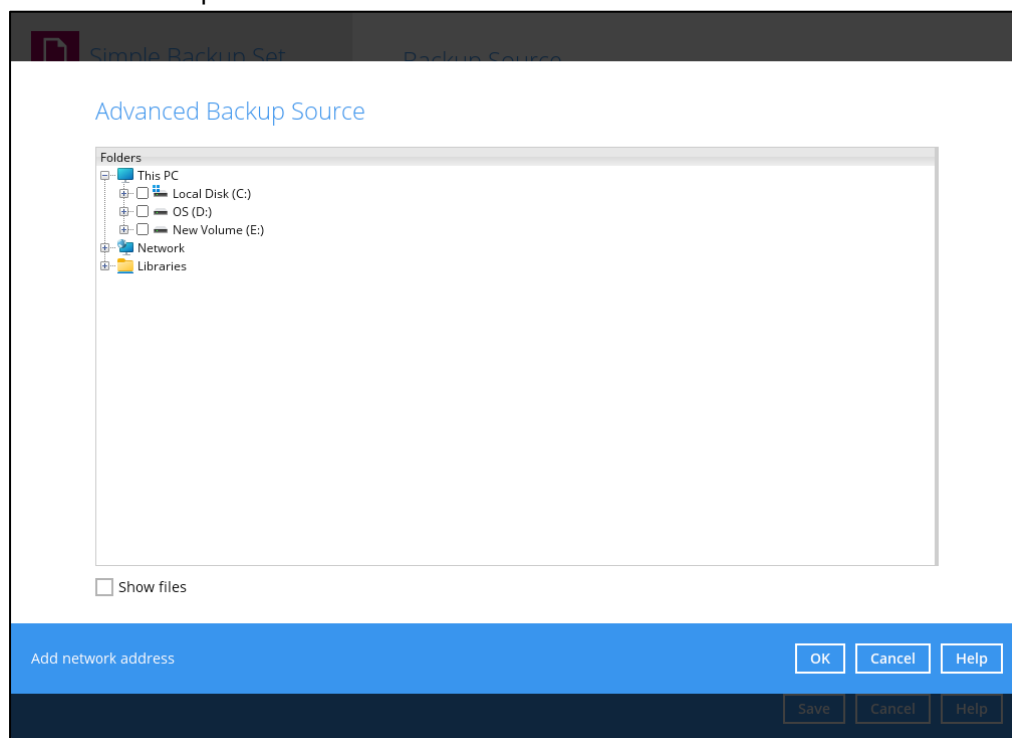 Simple Backup Set
Backup Source
Advanced Backup Source
Folders
This PC
Local Disk (C:)
OS (D:)
New Volume (E:)
Network
Libraries
Show files
Add network address
OK Cancel Help
Save Cancel Help